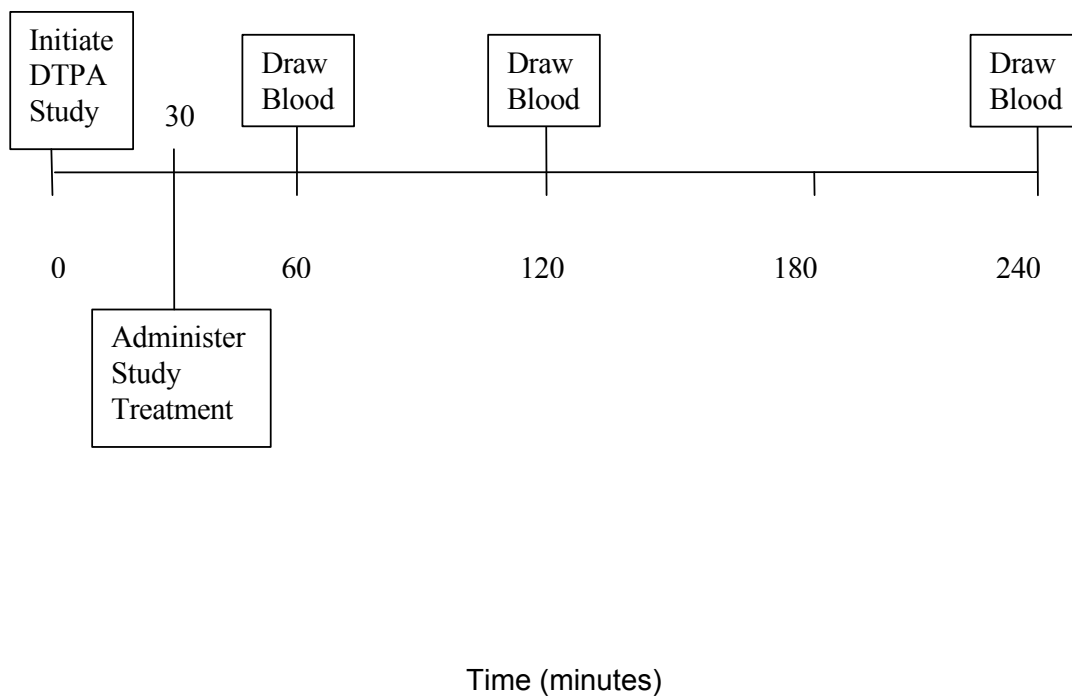 Initiate
DTPA
Study
30
Draw
Blood
Draw
Blood
Draw
Blood
0
60
120
180
240
Administer
Study
Treatment
Time (minutes)